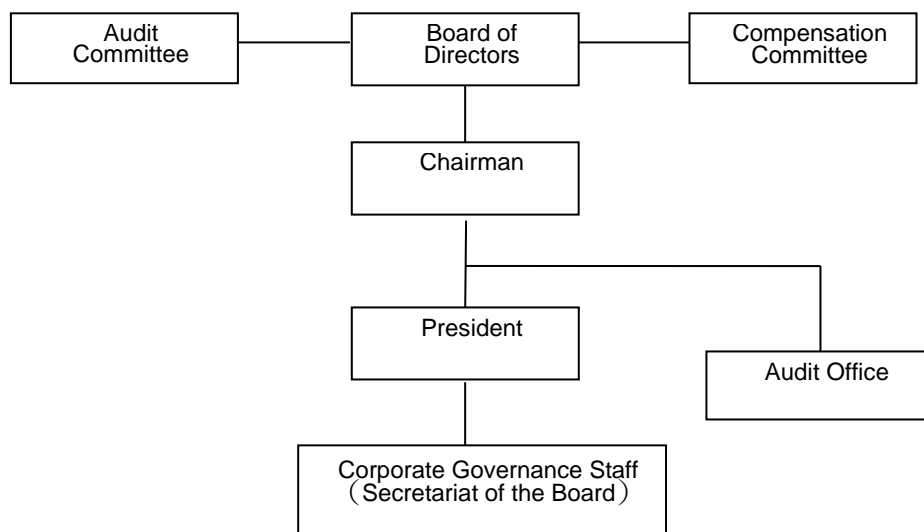 Audit
Committee
Board of
Directors
Compensation
Committee
Chairman
President
Audit Office
Corporate Governance Staff
（Secretariat of the Board）